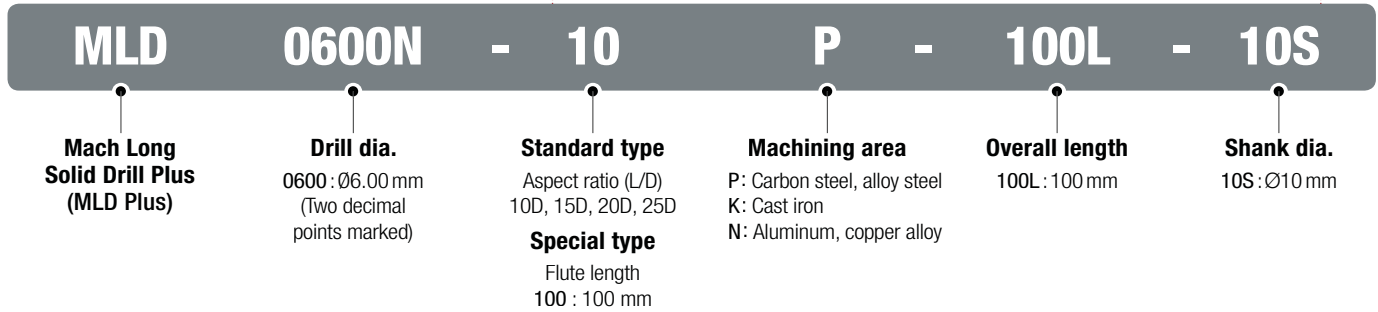 MLD 0600N - 10 P - 100L - 10S
Mach Long
Solid Drill Plus
(MLD Plus)
Drill dia.
0600 : Ø6.00 mm
(Two decimal
points marked)
Standard type
Aspect ratio (L/D)
10D, 15D, 20D, 25D
Special type
Flute length
100 : 100 mm
Machining area
P: Carbon steel, alloy steel
K: Cast iron
N: Aluminum, copper alloy
Overall length
100L : 100 mm
Shank dia.
10S : Ø10 mm